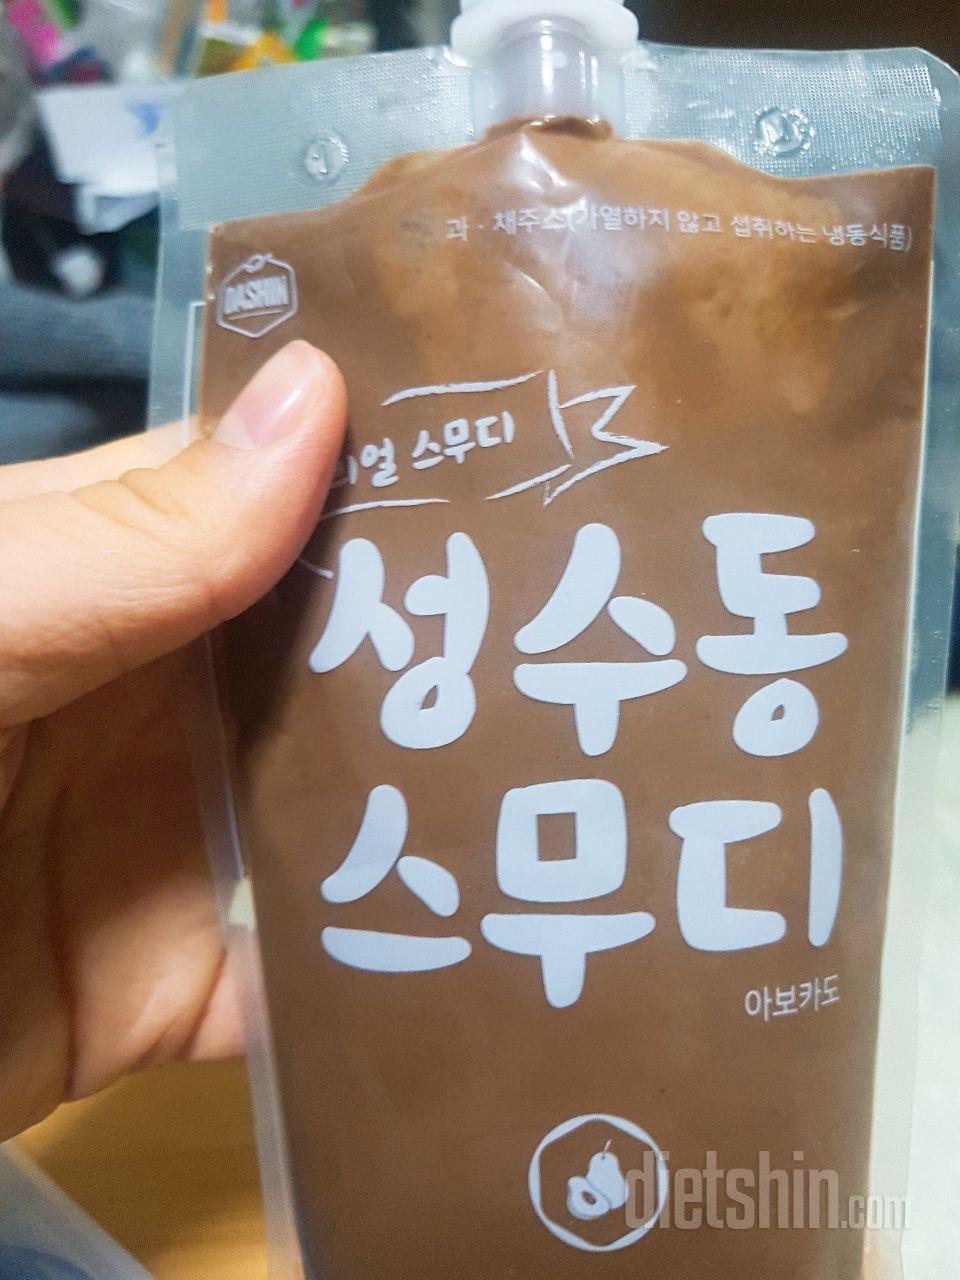 과 · 채주스(가열하지 않고 섭취하는 냉동식품)
DASHIN
리얼 스무디
성수동
스무디
아보카도
dietshin.com